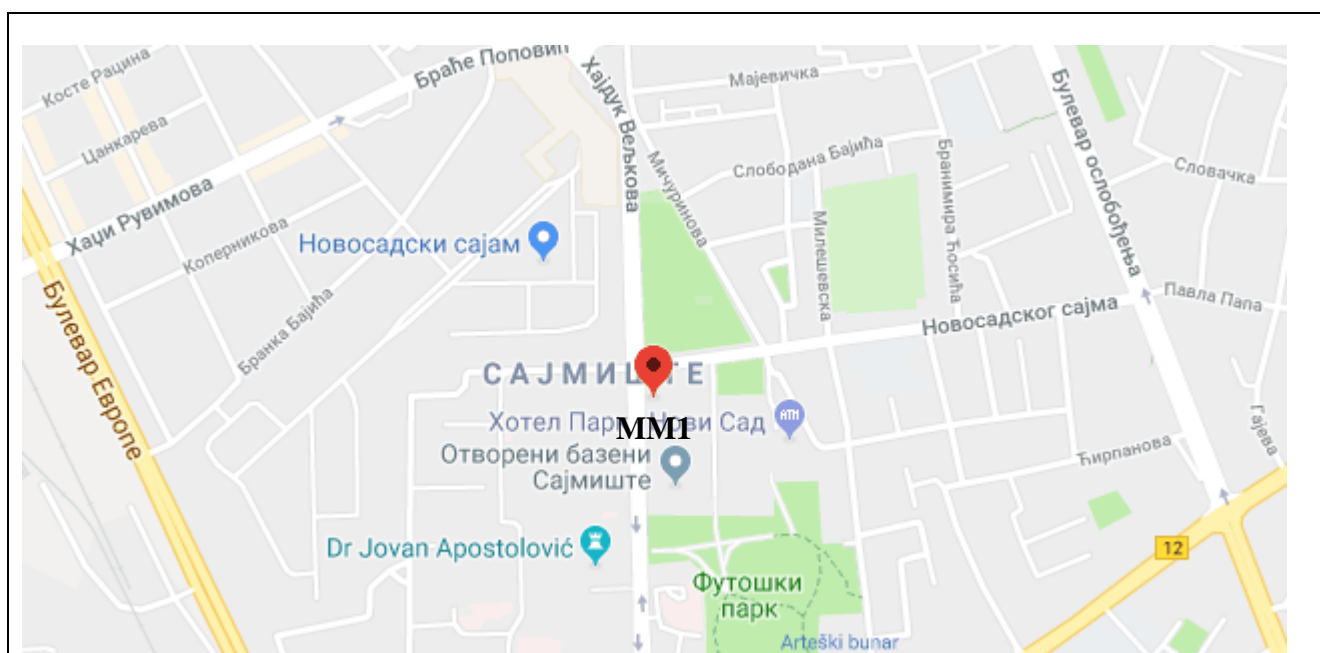 Косте Рацина
Браће Поповић
Хајдук Вељкова
Мајевичка
Булевар ослобођења
Цанкарева
Мичуринова
Слободана Бајића
Бранимира Ћосића
Словачка
Хаџи Рувимова
Коперникова
Новосадски сајам
Милешевска
Булевар Европе
Бранка Бајића
Новосадског сајма
Павла Папа
САЈМИШТЕ
Хотел Парк Нови Сад
ATM
MM1
Отворени базени
Сајмиште
Ћирпанова
Гајева
Dr Jovan Apostolović
12
Футошки
парк
Arteški bunar